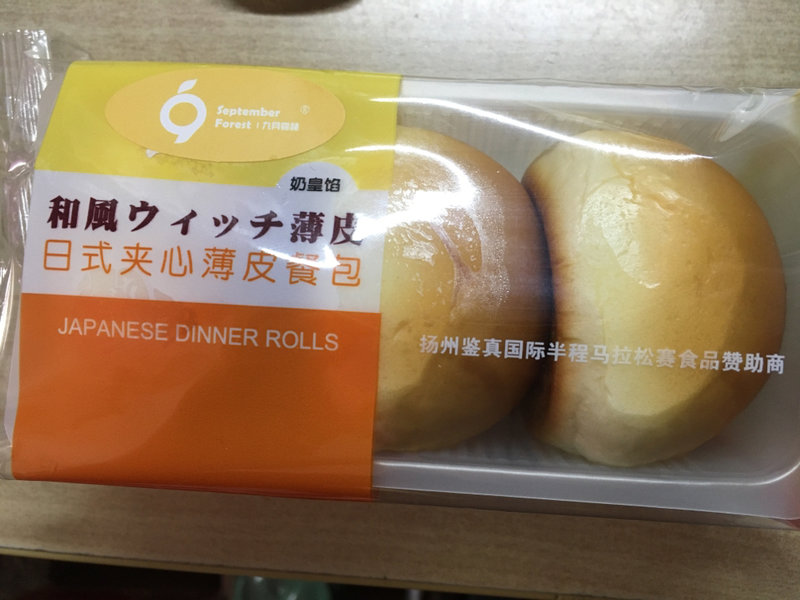 September
Forest | 九月森林
®
奶皇馅
和風ウィッチ薄皮
日式夹心薄皮餐包
JAPANESE DINNER ROLLS
扬州鉴真国际半程马拉松赛食品赞助商